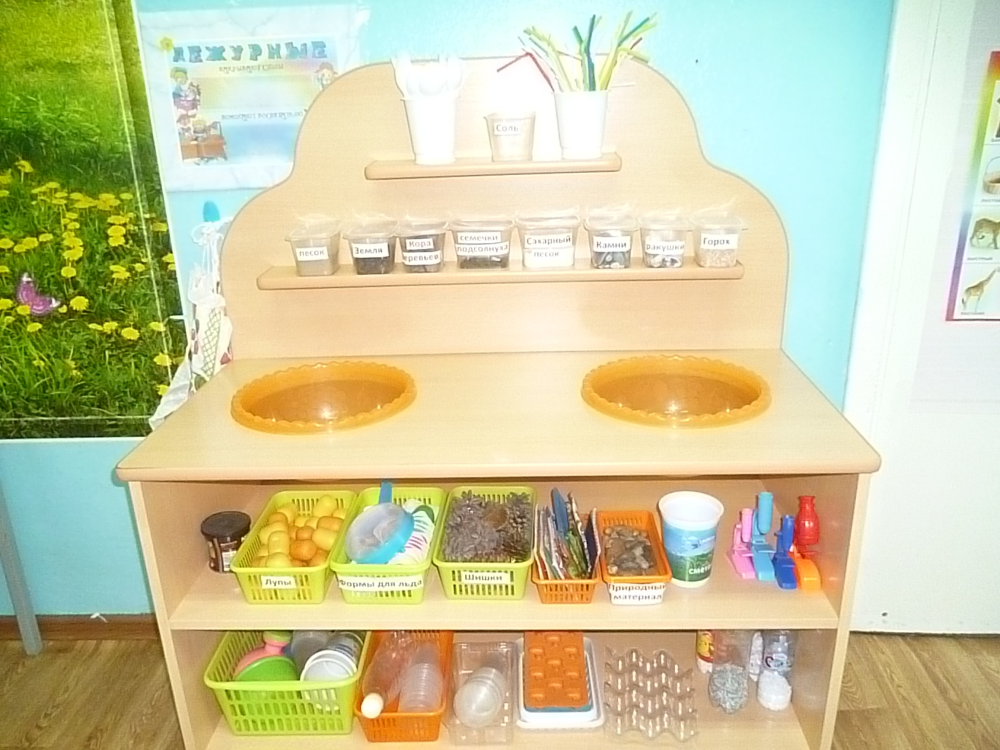 ДЕЖУРНЫЕ
Соль
песок
Земля
Кора
деревьев
семечки
подсолнуха
Сахарный
песок
Камни
ракушки
Горох
Лупы
Формы для льда
Шишки
Природный
материал
смета